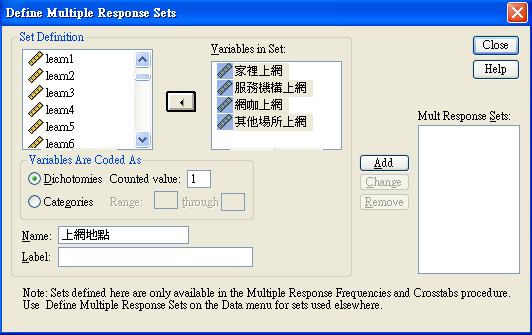 Define Multiple Response Sets
Set Definition
learn1
learn2
learn3
learn4
learn5
learn6
Variables in Set:
家裡上網
服務機構上網
網咖上網
其他場所上網
Variables Are Coded As
Dichotomies Counted value: 1
Categories Range: through
Name: 上網地點
Label:
Close
Help
Mult Response Sets:
Add
Change
Remove
Note: Sets defined here are only available in the Multiple Response Frequencies and Crosstabs procedure.
Use Define Multiple Response Sets on the Data menu for sets used elsewhere.